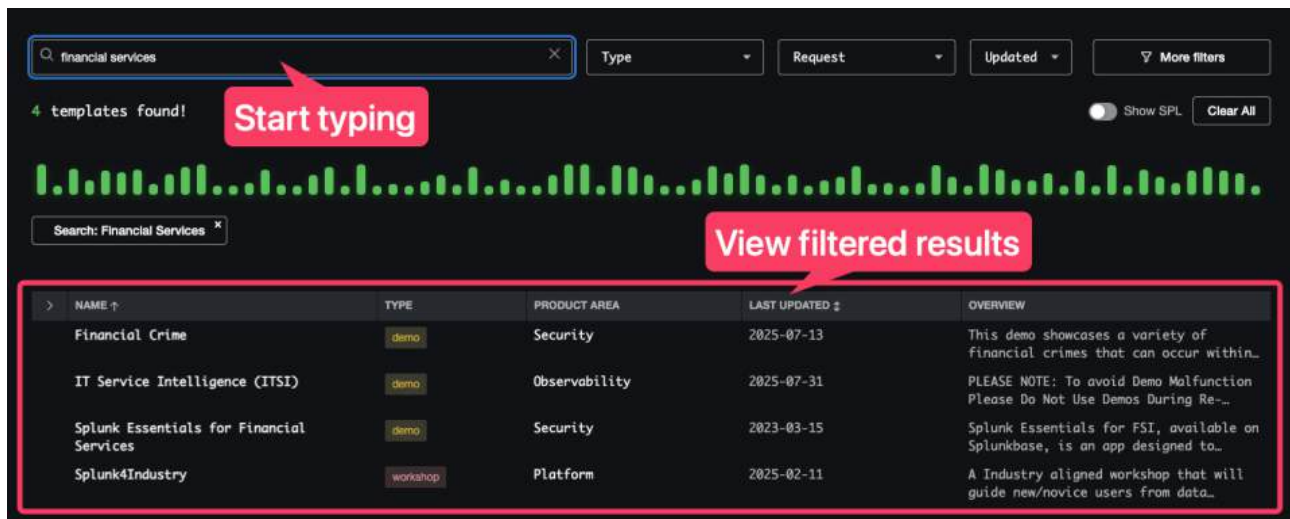 financial services
Type
Request
Updated
More filters
4 templates found!
Start typing
Show SPL
Clear All
Search: Financial Services ×
View filtered results
NAME ↑ TYPE PRODUCT AREA LAST UPDATED OVERVIEW
Financial Crime demo Security 2025-07-13 This demo showcases a variety of
financial crimes that can occur within…
IT Service Intelligence (ITSI) demo Observability 2025-07-31 PLEASE NOTE: To avoid Demo Malfunction
Please Do Not Use Demos During Re-…
Splunk Essentials for Financial demo Security 2023-03-15 Splunk Essentials for FSI, available on
Services Splunkbase, is an app designed to…
Splunk4Industry workshop Platform 2025-02-11 A Industry aligned workshop that will
guide new/novice users from data…